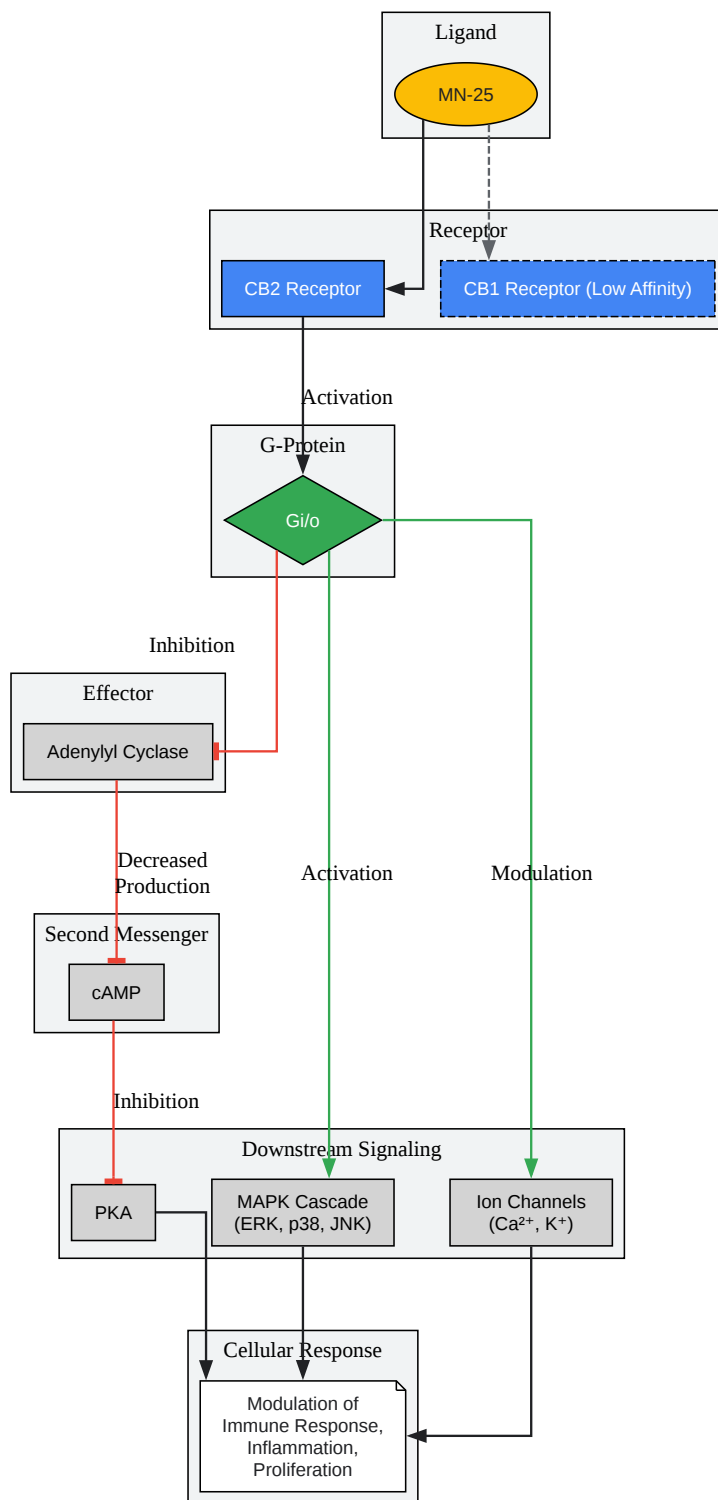 Ligand
MN-25
Receptor
CB2 Receptor
CB1 Receptor (Low Affinity)
Activation
G-Protein
Gi/o
Inhibition
Effector
Adenylyl Cyclase
Decreased
Production
Activation
Modulation
Second Messenger
cAMP
Inhibition
Downstream Signaling
PKA
MAPK Cascade
(ERK, p38, JNK)
Ion Channels
(Ca²⁺, K⁺)
Cellular Response
Modulation of
Immune Response,
Inflammation,
Proliferation